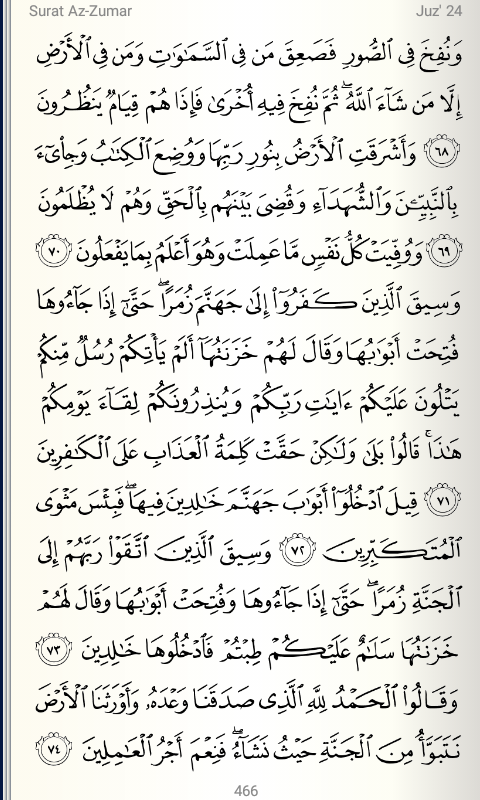 Surat Az-Zumar Juz' 24
وَنُفِخَ فِى ٱلصُّورِ فَصَعِقَ مَن فِى ٱلسَّمَٰوَٰتِ وَمَن فِى ٱلْأَرْضِ
إِلَّا مَن شَآءَ ٱللَّهُ ۖ ثُمَّ نُفِخَ فِيهِ أُخْرَىٰ فَإِذَا هُمْ قِيَامٌ يَنظُرُونَ
٦٨ وَأَشْرَقَتِ ٱلْأَرْضُ بِنُورِ رَبِّهَا وَوُضِعَ ٱلْكِتَٰبُ وَجِا۟ىٓءَ
بِٱلنَّبِيِّۦنَ وَٱلشُّهَدَآءِ وَقُضِىَ بَيْنَهُم بِٱلْحَقِّ وَهُمْ لَا يُظْلَمُونَ
٦٩ وَوُفِّيَتْ كُلُّ نَفْسٍ مَّا عَمِلَتْ وَهُوَ أَعْلَمُ بِمَا يَفْعَلُونَ ٧٠
وَسِيقَ ٱلَّذِينَ كَفَرُوٓا۟ إِلَىٰ جَهَنَّمَ زُمَرًا ۖ حَتَّىٰٓ إِذَا جَآءُوهَا
فُتِحَتْ أَبْوَٰبُهَا وَقَالَ لَهُمْ خَزَنَتُهَآ أَلَمْ يَأْتِكُمْ رُسُلٌ مِّنكُمْ
يَتْلُونَ عَلَيْكُمْ ءَايَٰتِ رَبِّكُمْ وَيُنذِرُونَكُمْ لِقَآءَ يَوْمِكُمْ
هَٰذَا ۚ قَالُوا۟ بَلَىٰ وَلَٰكِنْ حَقَّتْ كَلِمَةُ ٱلْعَذَابِ عَلَى ٱلْكَٰفِرِينَ
٧١ قِيلَ ٱدْخُلُوٓا۟ أَبْوَٰبَ جَهَنَّمَ خَٰلِدِينَ فِيهَا ۖ فَبِئْسَ مَثْوَى
ٱلْمُتَكَبِّرِينَ ٧٢ وَسِيقَ ٱلَّذِينَ ٱتَّقَوْا۟ رَبَّهُمْ إِلَى
ٱلْجَنَّةِ زُمَرًا ۖ حَتَّىٰٓ إِذَا جَآءُوهَا وَفُتِحَتْ أَبْوَٰبُهَا وَقَالَ لَهُمْ
خَزَنَتُهَا سَلَٰمٌ عَلَيْكُمْ طِبْتُمْ فَٱدْخُلُوهَا خَٰلِدِينَ ٧٣
وَقَالُوا۟ ٱلْحَمْدُ لِلَّهِ ٱلَّذِى صَدَقَنَا وَعْدَهُۥ وَأَوْرَثَنَا ٱلْأَرْضَ
نَتَبَوَّأُ مِنَ ٱلْجَنَّةِ حَيْثُ نَشَآءُ ۖ فَنِعْمَ أَجْرُ ٱلْعَٰمِلِينَ ٧٤
466